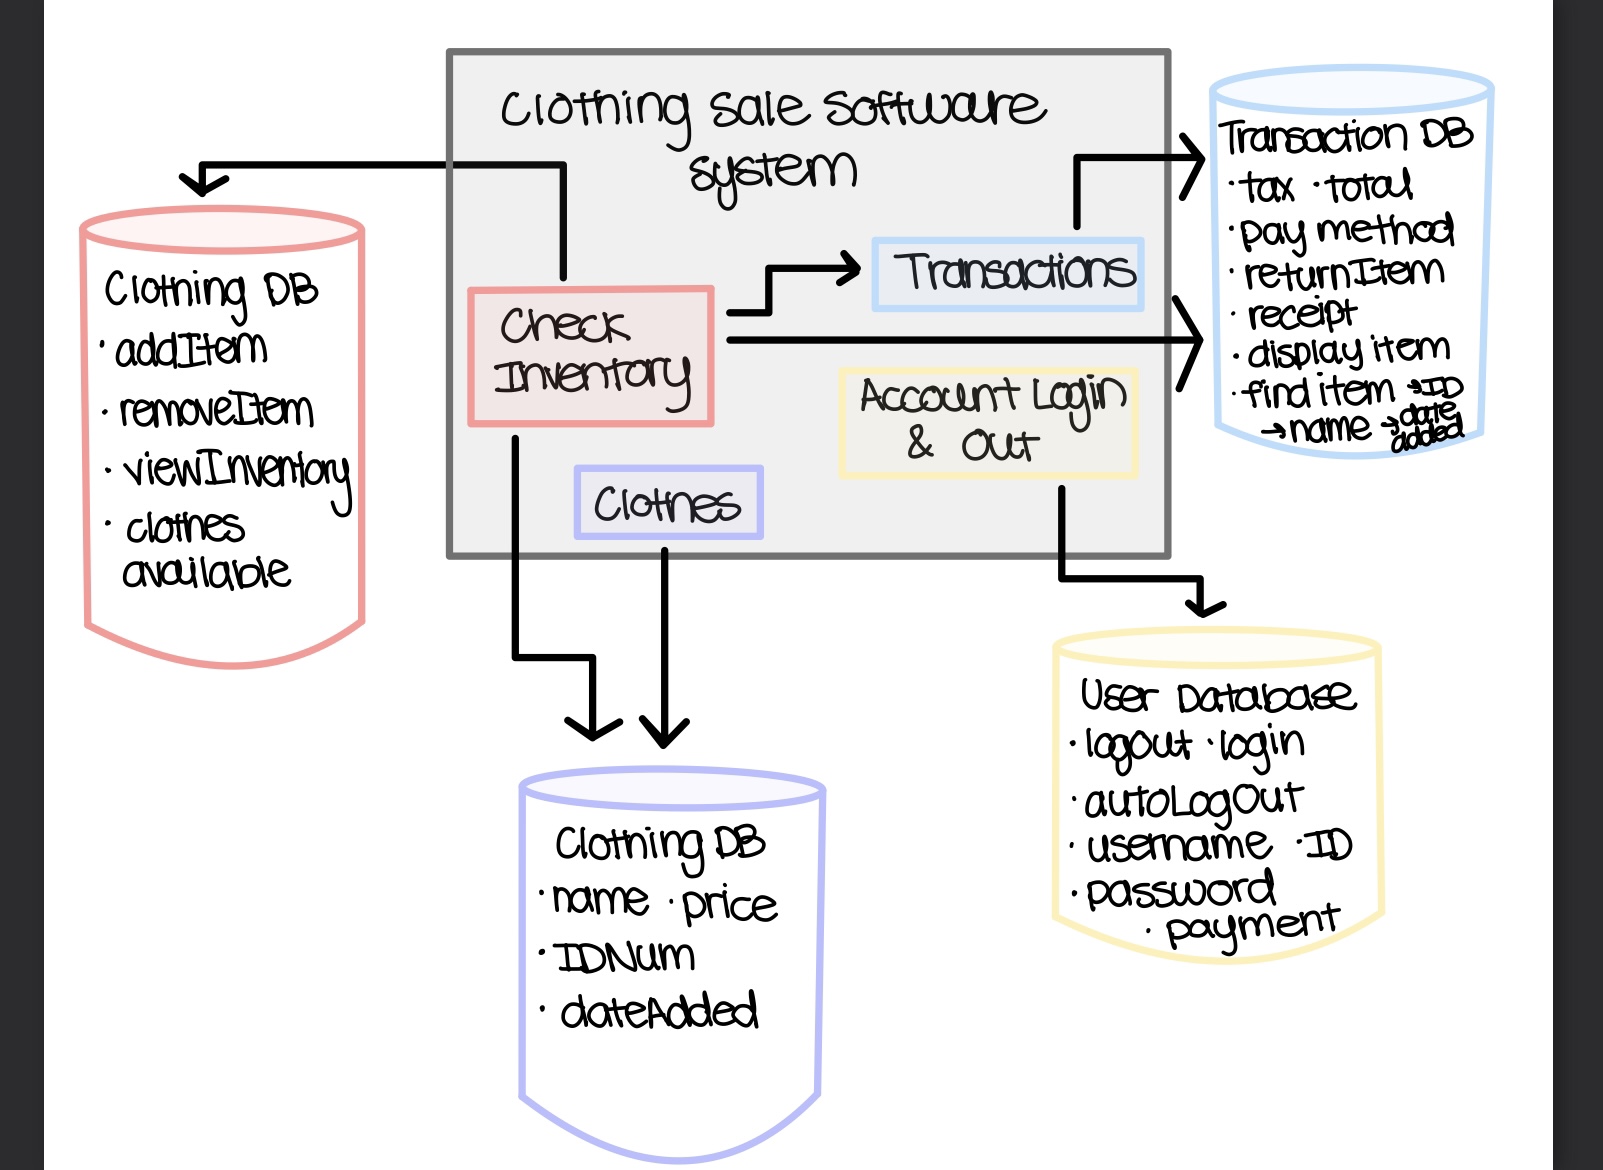 Clothing Sale Software
System
Check
Inventory
Transactions
Account Login
& Out
Clothes
Clothing DB
· addItem
· removeItem
· viewInventory
· clothes
available
Transaction DB
· tax · total
· pay method
· returnItem
· receipt
· display item
· find item → ID
→ name → date
added
Clothing DB
· name · price
· IDNum
· dateAdded
User Database
· logout · login
· autoLogOut
· username · ID
· password
· payment